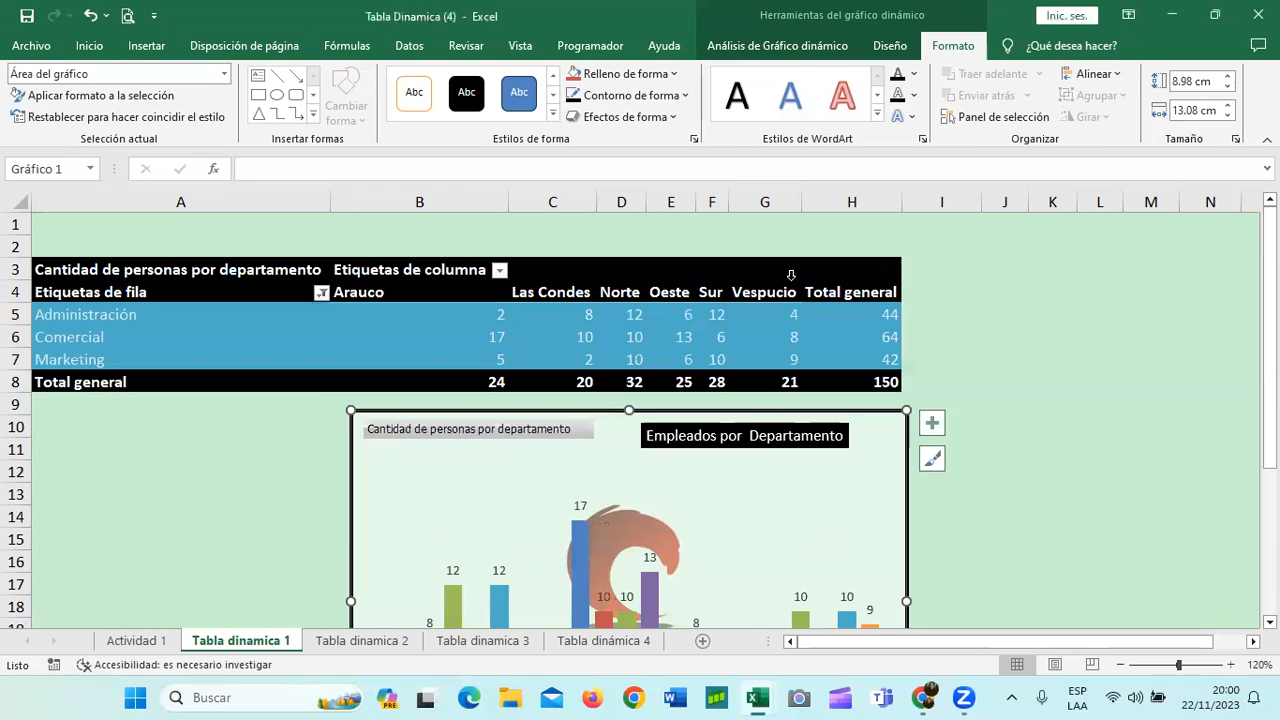 Tabla Dinamica (4) - Excel
Herramientas del gráfico dinámico
Inic. ses.
Archivo Inicio Insertar Disposición de página Fórmulas Datos Revisar Vista Programador Ayuda Análisis de Gráfico dinámico Diseño Formato ¿Qué desea hacer?
Área del gráfico
Aplicar formato a la selección
Restablecer para hacer coincidir el estilo
Selección actual
Cambiar forma
Insertar formas
Abc Abc Abc
Relleno de forma
Contorno de forma
Efectos de forma
Estilos de forma
A A A
Estilos de WordArt
Traer adelante
Enviar atrás
Panel de selección
Alinear
Agrupar
Girar
Organizar
8.98 cm
13.08 cm
Tamaño
Gráfico 1
fx
A B C D E F G H I J K L M N
1
2
3 Cantidad de personas por departamento Etiquetas de columna
4 Etiquetas de fila Arauco Las Condes Norte Oeste Sur Vespucio Total general
5 Administración 2 8 12 6 12 4 44
6 Comercial 17 10 10 13 6 8 64
7 Marketing 5 2 10 6 10 9 42
8 Total general 24 20 32 25 28 21 150
9
10
11
12
13
14
15
16
17
18
Cantidad de personas por departamento
Empleados por Departamento
17
13
12 12
10 10 10 10
9
8 8
Actividad 1 Tabla dinamica 1 Tabla dinamica 2 Tabla dinamica 3 Tabla dinámica 4
Listo Accesibilidad: es necesario investigar 120%
Buscar
PRE
ESP
LAA
20:00
22/11/2023